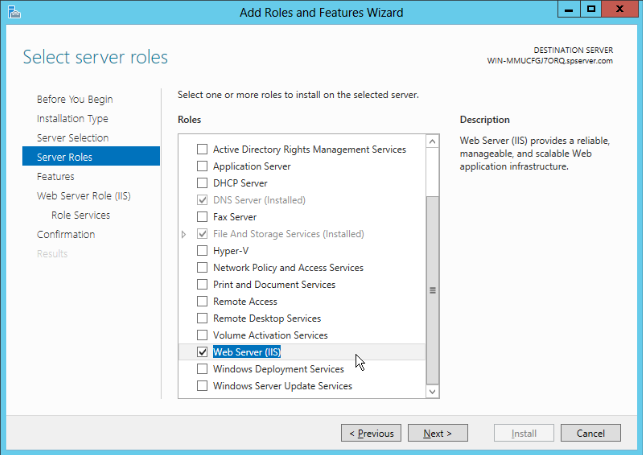 Add Roles and Features Wizard
Select server roles
DESTINATION SERVER
WIN-MMUCFGJ7ORQ.spserver.com
Before You Begin
Installation Type
Server Selection
Server Roles
Features
Web Server Role (IIS)
Role Services
Confirmation
Results
Select one or more roles to install on the selected server.
Roles
Active Directory Rights Management Services
Application Server
DHCP Server
DNS Server (Installed)
Fax Server
File And Storage Services (Installed)
Hyper-V
Network Policy and Access Services
Print and Document Services
Remote Access
Remote Desktop Services
Volume Activation Services
Web Server (IIS)
Windows Deployment Services
Windows Server Update Services
Description
Web Server (IIS) provides a reliable,
manageable, and scalable Web
application infrastructure.
< Previous
Next >
Install
Cancel